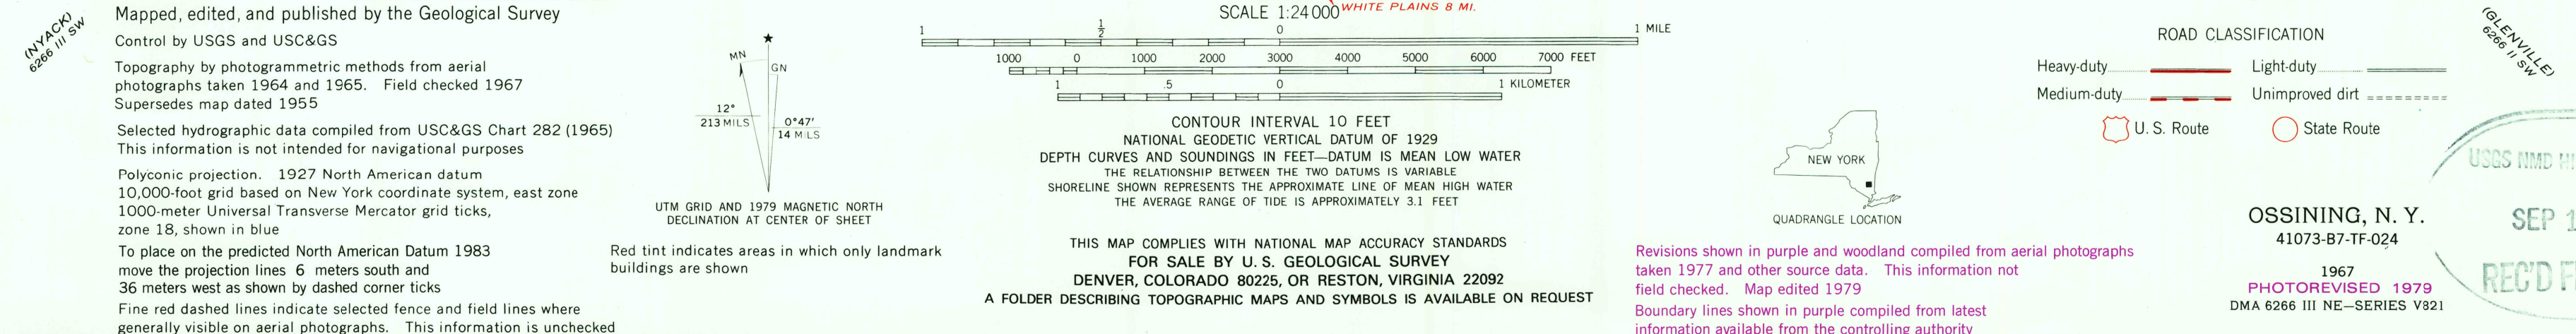 (NYACK)
6266 III SW
Mapped, edited, and published by the Geological Survey
Control by USGS and USC&GS
Topography by photogrammetric methods from aerial
photographs taken 1964 and 1965. Field checked 1967
Supersedes map dated 1955
Selected hydrographic data compiled from USC&GS Chart 282 (1965)
This information is not intended for navigational purposes
Polyconic projection. 1927 North American datum
10,000-foot grid based on New York coordinate system, east zone
1000-meter Universal Transverse Mercator grid ticks,
zone 18, shown in blue
To place on the predicted North American Datum 1983
move the projection lines 6 meters south and
36 meters west as shown by dashed corner ticks
Fine red dashed lines indicate selected fence and field lines where
generally visible on aerial photographs. This information is unchecked
MN
GN
12°
213 MILS
0°47'
14 MILS
UTM GRID AND 1979 MAGNETIC NORTH
DECLINATION AT CENTER OF SHEET
Red tint indicates areas in which only landmark
buildings are shown
SCALE 1:24 000
WHITE PLAINS 8 MI.
1 ½ 0 1 MILE
1000 0 1000 2000 3000 4000 5000 6000 7000 FEET
1 .5 0 1 KILOMETER
CONTOUR INTERVAL 10 FEET
NATIONAL GEODETIC VERTICAL DATUM OF 1929
DEPTH CURVES AND SOUNDINGS IN FEET—DATUM IS MEAN LOW WATER
THE RELATIONSHIP BETWEEN THE TWO DATUMS IS VARIABLE
SHORELINE SHOWN REPRESENTS THE APPROXIMATE LINE OF MEAN HIGH WATER
THE AVERAGE RANGE OF TIDE IS APPROXIMATELY 3.1 FEET
THIS MAP COMPLIES WITH NATIONAL MAP ACCURACY STANDARDS
FOR SALE BY U. S. GEOLOGICAL SURVEY
DENVER, COLORADO 80225, OR RESTON, VIRGINIA 22092
A FOLDER DESCRIBING TOPOGRAPHIC MAPS AND SYMBOLS IS AVAILABLE ON REQUEST
NEW YORK
QUADRANGLE LOCATION
Revisions shown in purple and woodland compiled from aerial photographs
taken 1977 and other source data. This information not
field checked. Map edited 1979
Boundary lines shown in purple compiled from latest
information available from the controlling authority
ROAD CLASSIFICATION
Heavy-duty Light-duty
Medium-duty Unimproved dirt
U. S. Route State Route
(GLENVILLE)
6266 II SW
OSSINING, N. Y.
41073-B7-TF-024
1967
PHOTOREVISED 1979
DMA 6266 III NE—SERIES V821
USGS NMD
SEP
REC'D